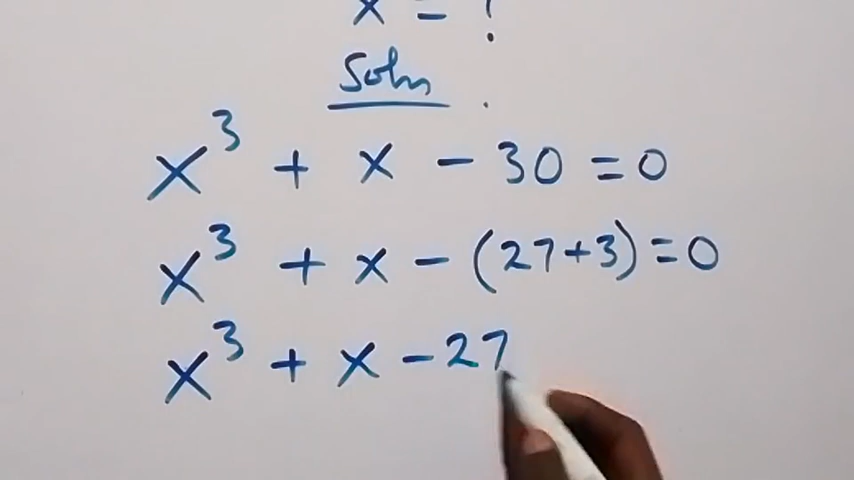 x = ?
Soln
x³ + x - 30 = 0
x³ + x - (27+3) = 0
x³ + x - 27